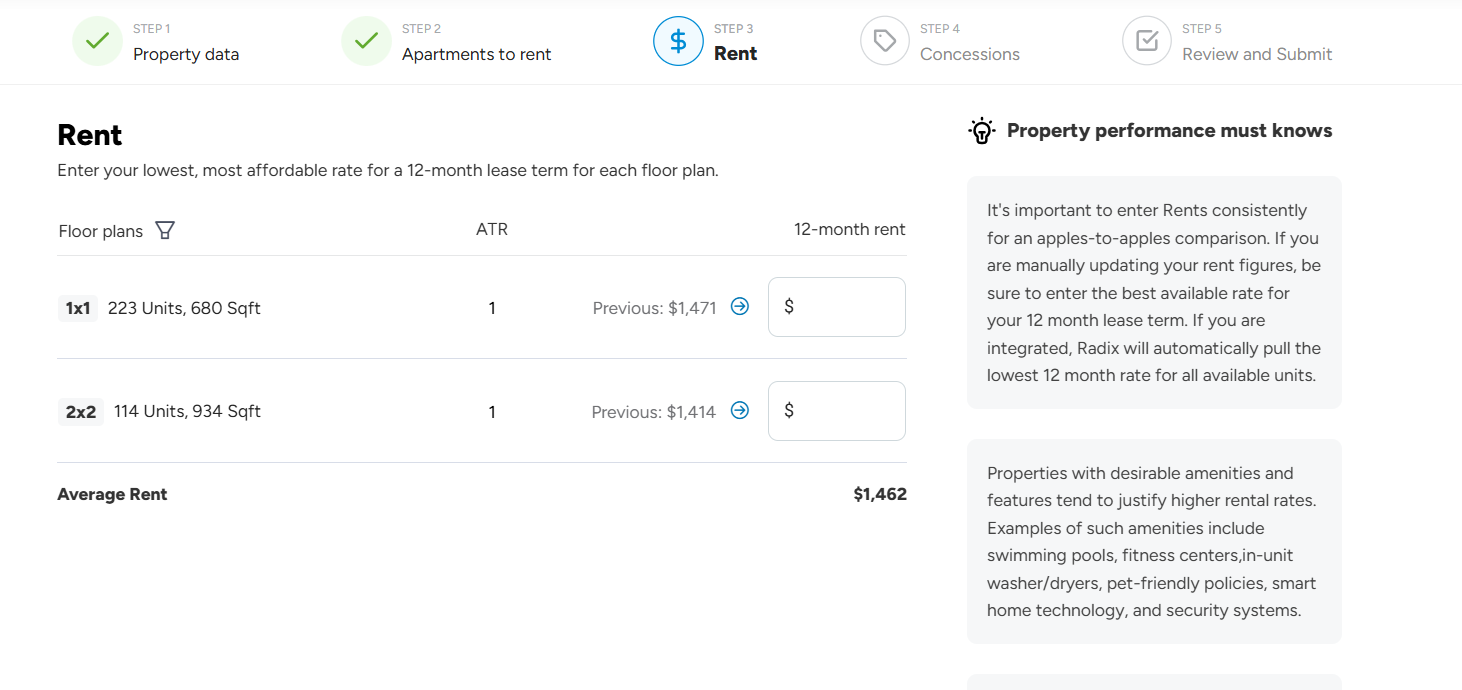 STEP 1
Property data
STEP 2
Apartments to rent
$
STEP 3
Rent
STEP 4
Concessions
STEP 5
Review and Submit
Rent
Enter your lowest, most affordable rate for a 12-month lease term for each floor plan.
Floor plans ATR 12-month rent
1x1 223 Units, 680 Sqft 1 Previous: $1,471 $
2x2 114 Units, 934 Sqft 1 Previous: $1,414 $
Average Rent $1,462
Property performance must knows
It's important to enter Rents consistently
for an apples-to-apples comparison. If you
are manually updating your rent figures, be
sure to enter the best available rate for
your 12 month lease term. If you are
integrated, Radix will automatically pull the
lowest 12 month rate for all available units.
Properties with desirable amenities and
features tend to justify higher rental rates.
Examples of such amenities include
swimming pools, fitness centers,in-unit
washer/dryers, pet-friendly policies, smart
home technology, and security systems.